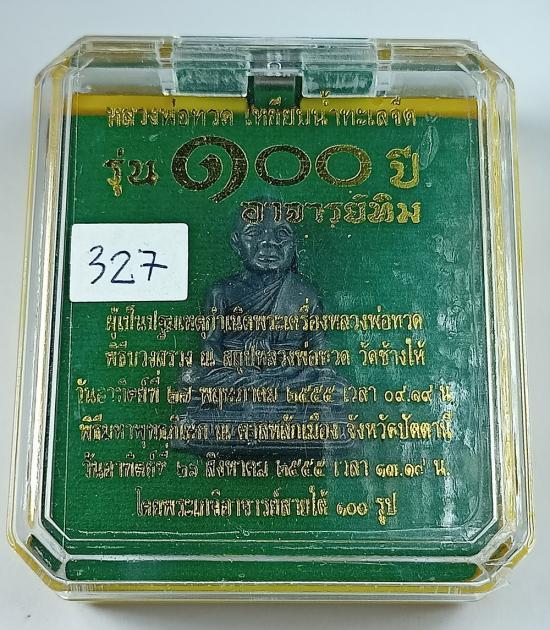 หลวงพ่อทวด เหยียบน้ำทะเลจืด
รุ่น ๑๐๐ ปี
อาจารย์ทิม
327
ผู้เป็นปฐมเหตุกำเนิดพระเครื่องหลวงพ่อทวด
พิธีบวงสรวง ณ สถูปหลวงพ่อทวด วัดช้างให้
วันอาทิตย์ที่ ๒๗ พฤษภาคม ๒๕๕๕ เวลา ๐๙.๑๙ น.
พิธีมหาพุทธาภิเษก ณ ศาลหลักเมือง จังหวัดปัตตานี
วันอาทิตย์ที่ สิงหาคม ๒๕๕๕ เวลา ๑๓.๑๙ น.
โดยพระเกจิอาจารย์สายใต้ ๑๐๐ รูป